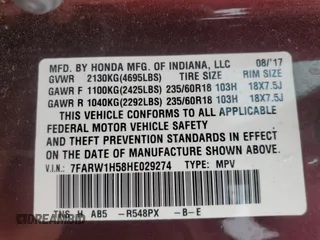 MFD. BY HONDA MFG. OF INDIANA, LLC 08/'17
GVWR 2130KG(4695LBS) TIRE SIZE RIM SIZE
GAWR F 1100KG(2425LBS) 235/60R18 103H 18X7.5J
GAWR R 1040KG(2292LBS) 235/60R18 103H 18X7.5J
THIS VEHICLE CONFORMS TO ALL APPLICABLE
FEDERAL MOTOR VEHICLE SAFETY, BUMPER,
AND THEFT PREVENTION STANDARDS IN EFFECT ON
THE DATE OF MANUFACTURE SHOWN ABOVE.
V.I.N.: 7FARW1H58HE029274 TYPE: MPV
TNS H AB5 -R548PX -B-E
DREAMBID